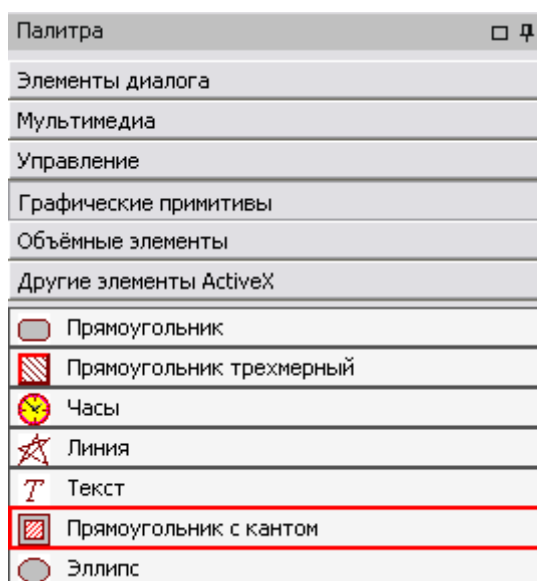 Палитра
Элементы диалога
Мультимедиа
Управление
Графические примитивы
Объёмные элементы
Другие элементы ActiveX
Прямоугольник
Прямоугольник трехмерный
Часы
Линия
Текст
Прямоугольник с кантом
Эллипс